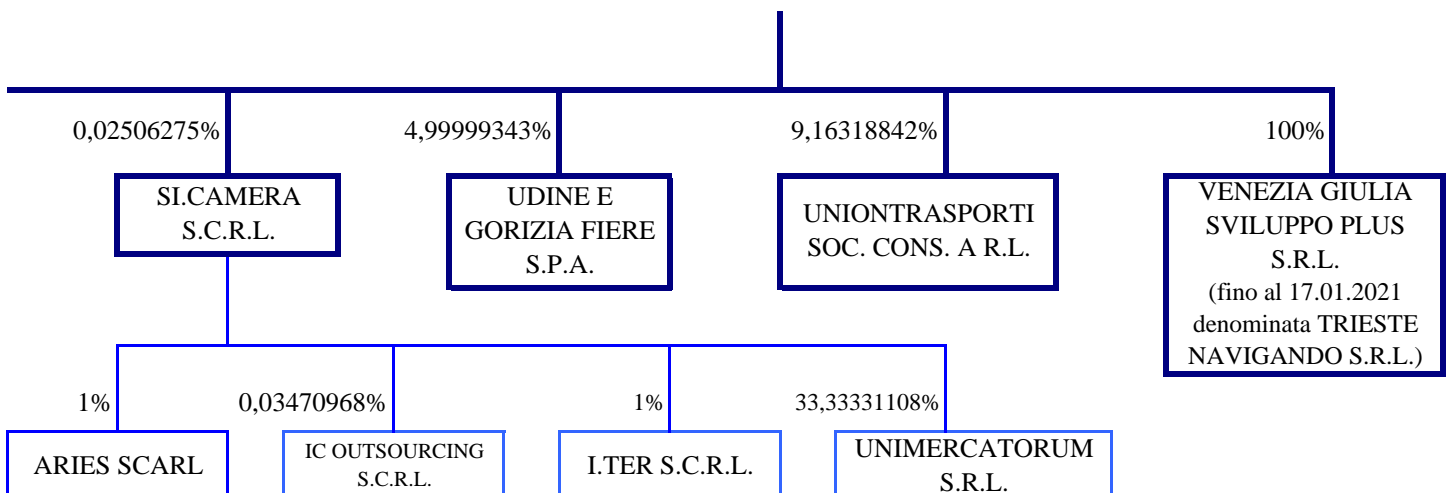 0,02506275%
4,99999343%
9,16318842%
100%
SI.CAMERA
S.C.R.L.
UDINE E
GORIZIA FIERE
S.P.A.
UNIONTRASPORTI
SOC. CONS. A R.L.
VENEZIA GIULIA
SVILUPPO PLUS
S.R.L.
(fino al 17.01.2021
denominata TRIESTE
NAVIGANDO S.R.L.)
1%
0,03470968%
1%
33,33331108%
ARIES SCARL
IC OUTSOURCING
S.C.R.L.
I.TER S.C.R.L.
UNIMERCATORUM
S.R.L.